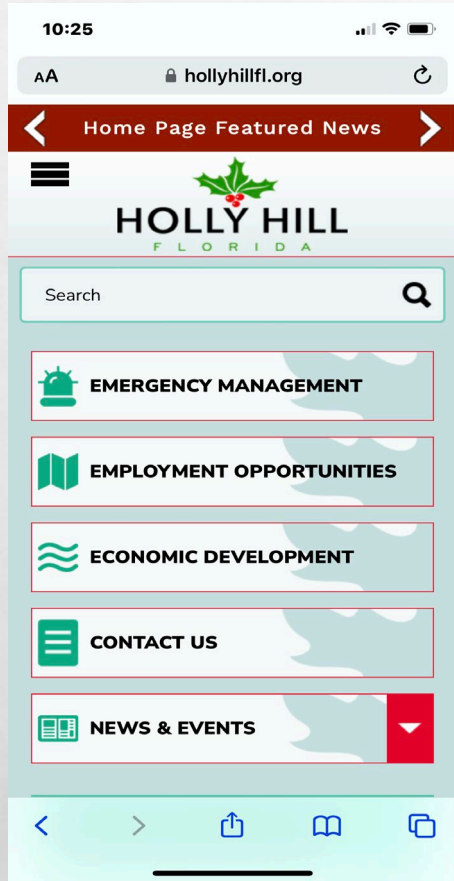 10:25
AA hollyhillfl.org
Home Page Featured News
HOLLY HILL
FLORIDA
Search
EMERGENCY MANAGEMENT
EMPLOYMENT OPPORTUNITIES
ECONOMIC DEVELOPMENT
CONTACT US
NEWS & EVENTS